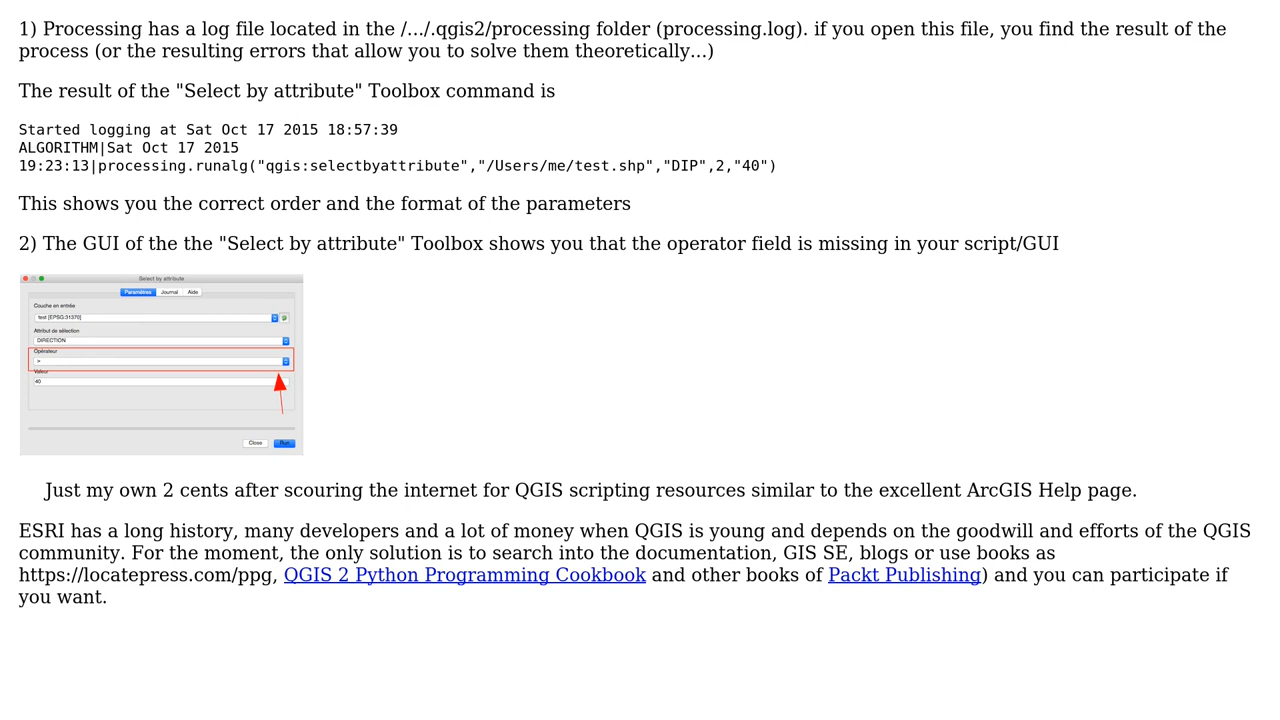 1) Processing has a log file located in the /.../.qgis2/processing folder (processing.log). if you open this file, you find the result of the
process (or the resulting errors that allow you to solve them theoretically...)
The result of the "Select by attribute" Toolbox command is
Started logging at Sat Oct 17 2015 18:57:39
ALGORITHM|Sat Oct 17 2015
19:23:13|processing.runalg("qgis:selectbyattribute","/Users/me/test.shp","DIP",2,"40")
This shows you the correct order and the format of the parameters
2) The GUI of the the "Select by attribute" Toolbox shows you that the operator field is missing in your script/GUI
Select by attribute
Paramètres Journal Aide
Couche en entrée
test [EPSG:31370]
Attribut de sélection
DIRECTION
Opérateur
>
Valeur
40
Close Run
Just my own 2 cents after scouring the internet for QGIS scripting resources similar to the excellent ArcGIS Help page.
ESRI has a long history, many developers and a lot of money when QGIS is young and depends on the goodwill and efforts of the QGIS
community. For the moment, the only solution is to search into the documentation, GIS SE, blogs or use books as
https://locatepress.com/ppg, QGIS 2 Python Programming Cookbook and other books of Packt Publishing) and you can participate if
you want.